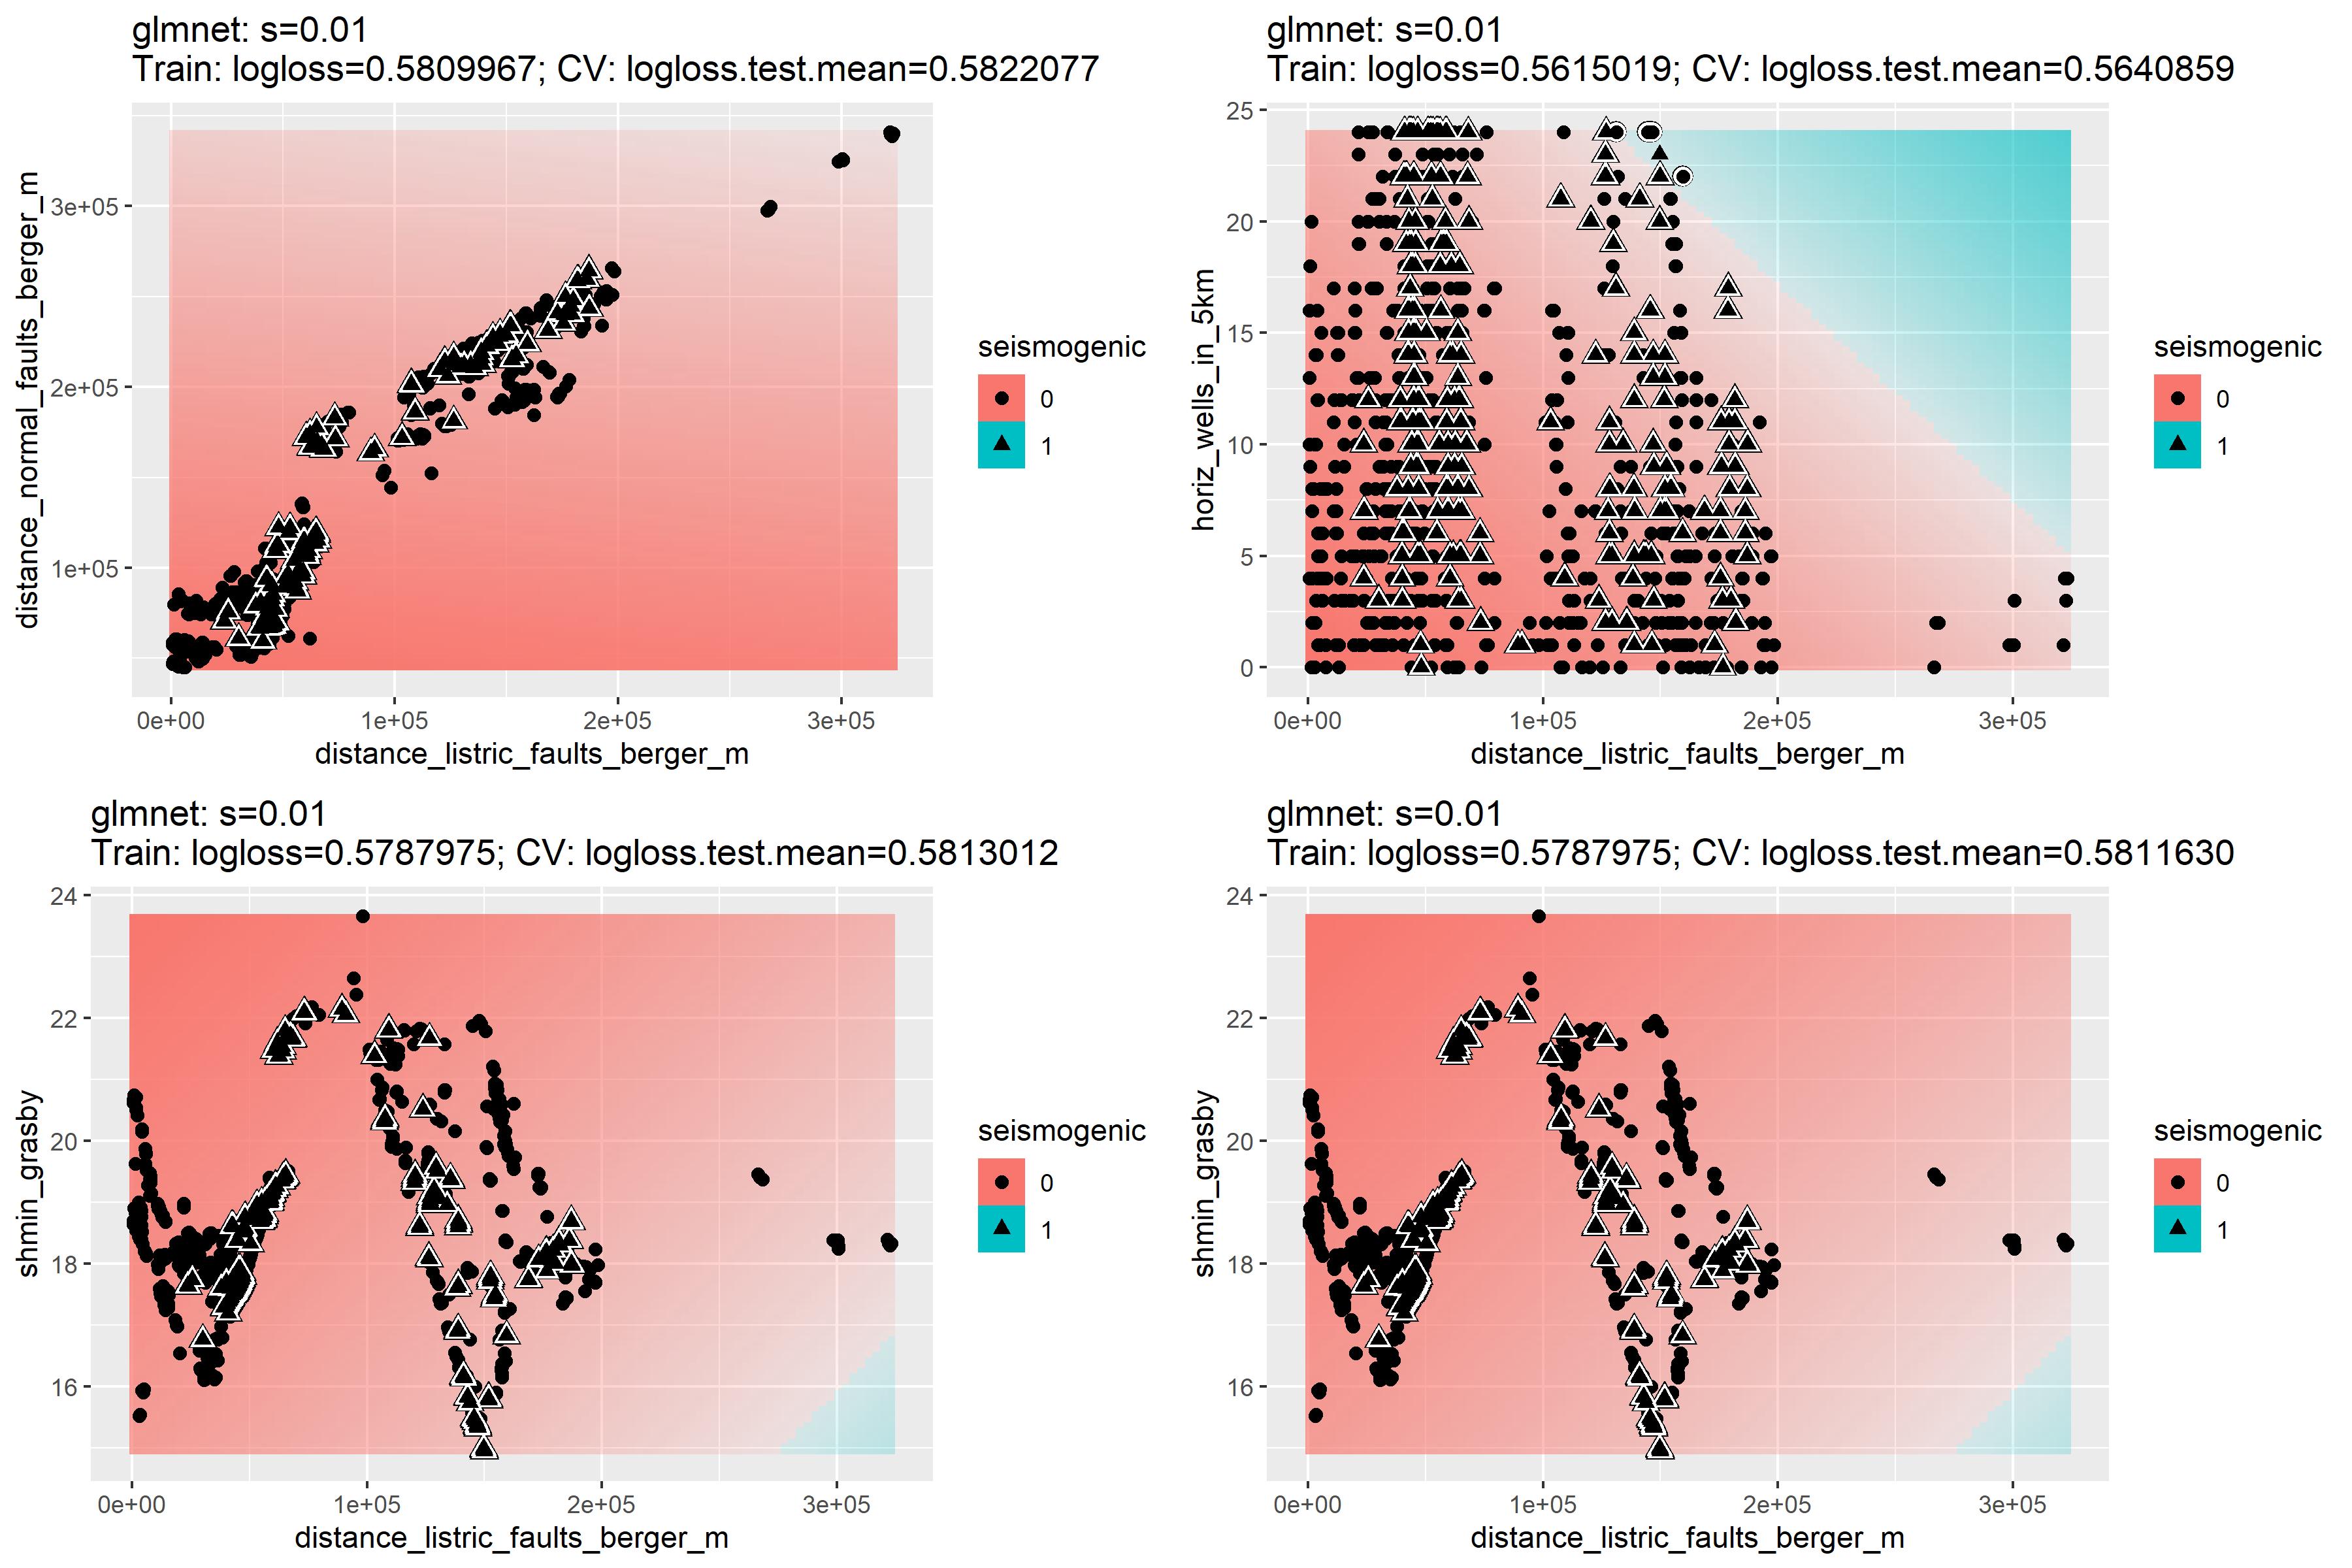 glmnet: s=0.01
Train: logloss=0.5809967; CV: logloss.test.mean=0.5822077
distance_normal_faults_berger_m
3e+05
2e+05
1e+05
0e+00 1e+05 2e+05 3e+05
distance_listric_faults_berger_m
seismogenic
0
1
glmnet: s=0.01
Train: logloss=0.5615019; CV: logloss.test.mean=0.5640859
horiz_wells_in_5km
25
20
15
10
5
0
0e+00 1e+05 2e+05 3e+05
distance_listric_faults_berger_m
seismogenic
0
1
glmnet: s=0.01
Train: logloss=0.5787975; CV: logloss.test.mean=0.5813012
shmin_grasby
24
22
20
18
16
0e+00 1e+05 2e+05 3e+05
distance_listric_faults_berger_m
seismogenic
0
1
glmnet: s=0.01
Train: logloss=0.5787975; CV: logloss.test.mean=0.5811630
shmin_grasby
24
22
20
18
16
0e+00 1e+05 2e+05 3e+05
distance_listric_faults_berger_m
seismogenic
0
1